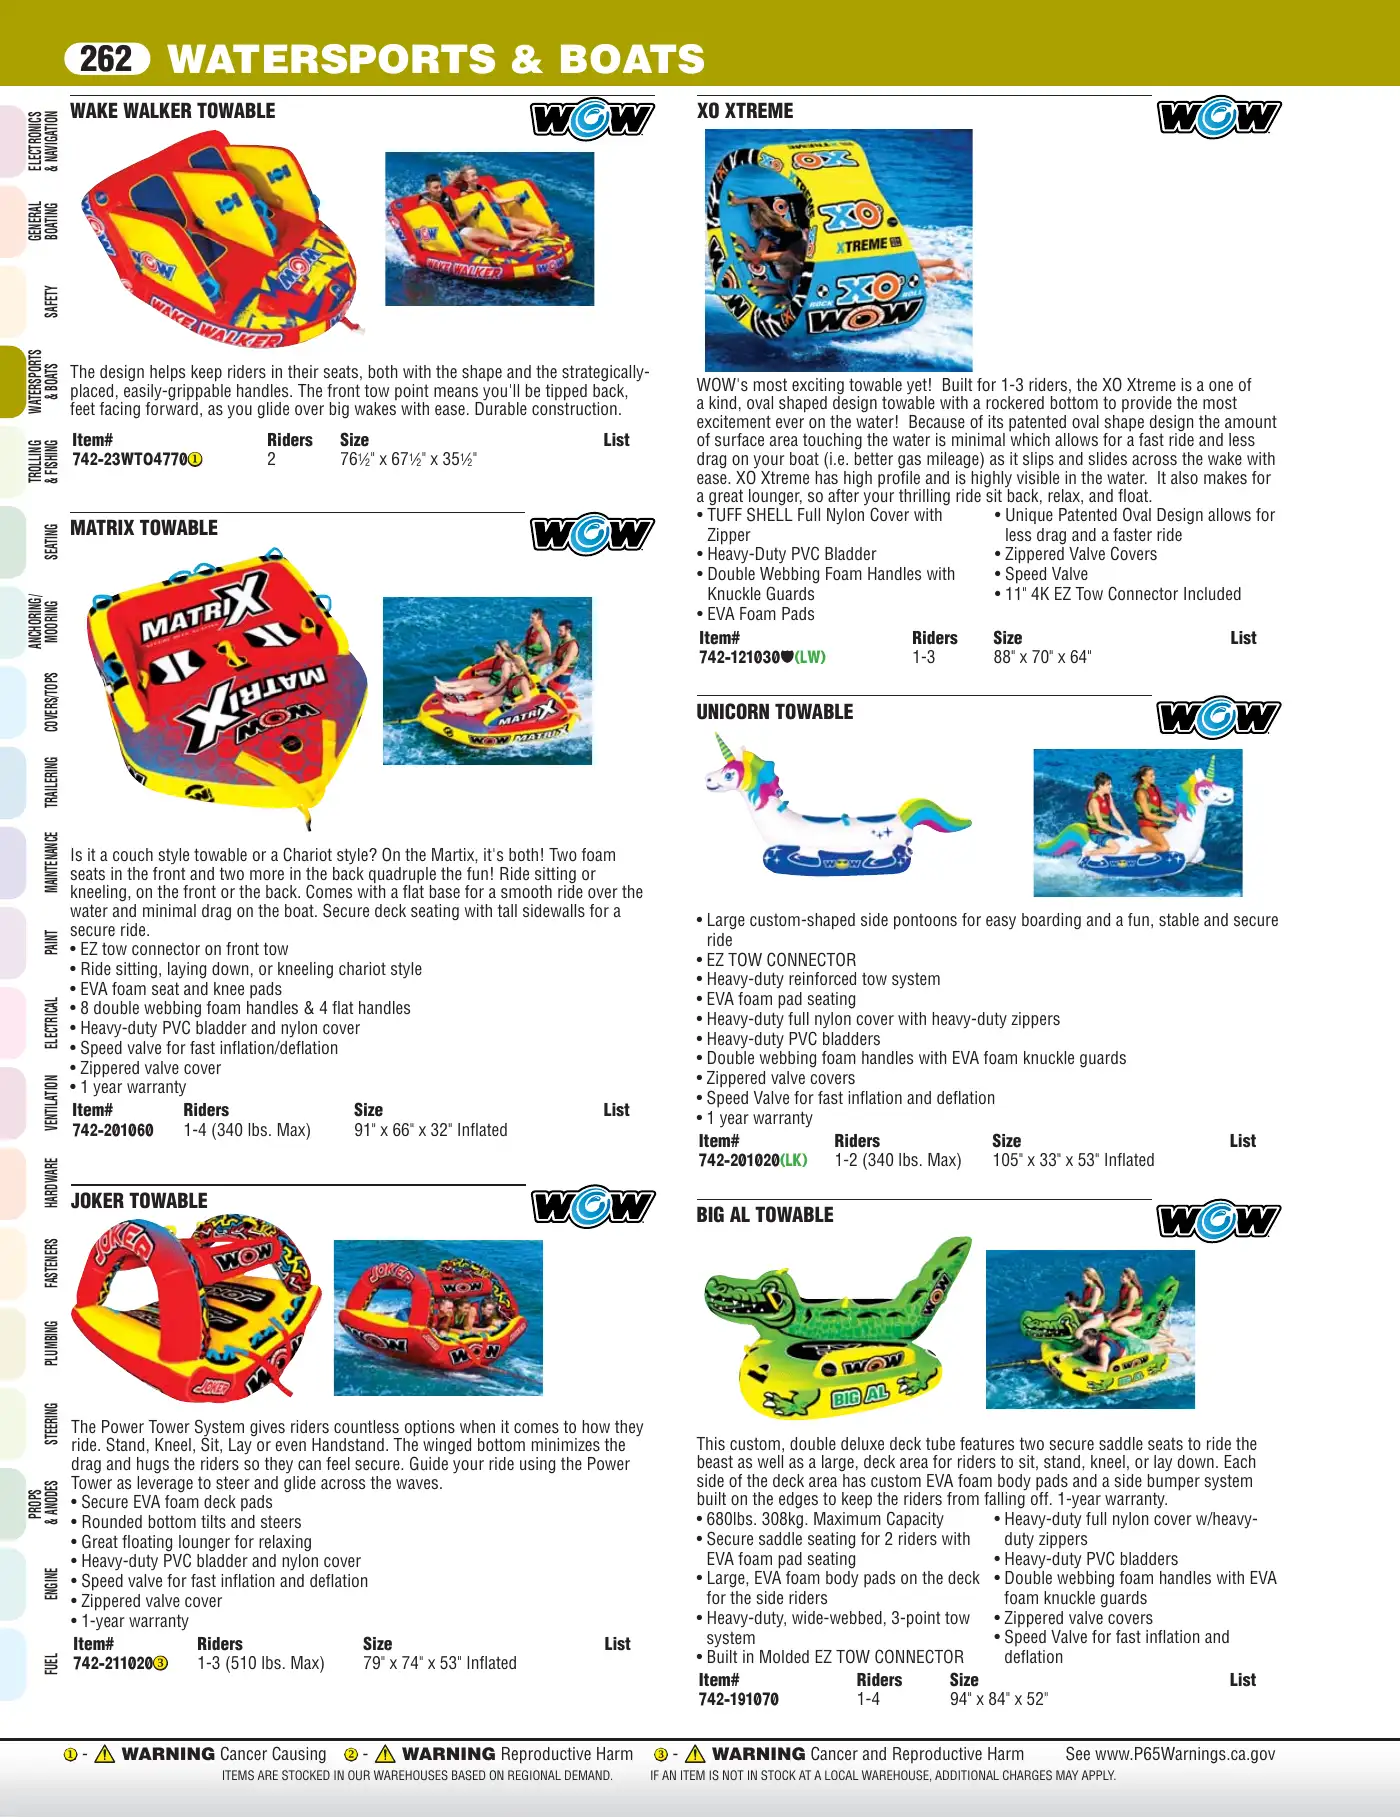 262 WATERSPORTS & BOATS
ELECTRONICS
& NAVIGATION
GENERAL
BOATING
SAFETY
WATERSPORTS
& BOATS
TROLLING
& FISHING
SEATING
ANCHORING/
MOORING
COVERS/TOPS
TRAILERING
MAINTENANCE
PAINT
ELECTRICAL
VENTILATION
HARDWARE
FASTENERS
PLUMBING
STEERING
PROPS
& ANODES
ENGINE
FUEL
WAKE WALKER TOWABLE
WOW
The design helps keep riders in their seats, both with the shape and the strategically-
placed, easily-grippable handles. The front tow point means you'll be tipped back,
feet facing forward, as you glide over big wakes with ease. Durable construction.
Item# Riders Size List
742-23WTO4770 1 2 76½" x 67½" x 35½"
MATRIX TOWABLE
WOW
Is it a couch style towable or a Chariot style? On the Martix, it's both! Two foam
seats in the front and two more in the back quadruple the fun! Ride sitting or
kneeling, on the front or the back. Comes with a flat base for a smooth ride over the
water and minimal drag on the boat. Secure deck seating with tall sidewalls for a
secure ride.
• EZ tow connector on front tow
• Ride sitting, laying down, or kneeling chariot style
• EVA foam seat and knee pads
• 8 double webbing foam handles & 4 flat handles
• Heavy-duty PVC bladder and nylon cover
• Speed valve for fast inflation/deflation
• Zippered valve cover
• 1 year warranty
Item# Riders Size List
742-201060 1-4 (340 lbs. Max) 91" x 66" x 32" Inflated
JOKER TOWABLE
WOW
The Power Tower System gives riders countless options when it comes to how they
ride. Stand, Kneel, Sit, Lay or even Handstand. The winged bottom minimizes the
drag and hugs the riders so they can feel secure. Guide your ride using the Power
Tower as leverage to steer and glide across the waves.
• Secure EVA foam deck pads
• Rounded bottom tilts and steers
• Great floating lounger for relaxing
• Heavy-duty PVC bladder and nylon cover
• Speed valve for fast inflation and deflation
• Zippered valve cover
• 1-year warranty
Item# Riders Size List
742-211020 3 1-3 (510 lbs. Max) 79" x 74" x 53" Inflated
XO XTREME
WOW
WOW's most exciting towable yet! Built for 1-3 riders, the XO Xtreme is a one of
a kind, oval shaped design towable with a rockered bottom to provide the most
excitement ever on the water! Because of its patented oval shape design the amount
of surface area touching the water is minimal which allows for a fast ride and less
drag on your boat (i.e. better gas mileage) as it slips and slides across the wake with
ease. XO Xtreme has high profile and is highly visible in the water. It also makes for
a great lounger, so after your thrilling ride sit back, relax, and float.
• TUFF SHELL Full Nylon Cover with
Zipper
• Heavy-Duty PVC Bladder
• Double Webbing Foam Handles with
Knuckle Guards
• EVA Foam Pads
• Unique Patented Oval Design allows for
less drag and a faster ride
• Zippered Valve Covers
• Speed Valve
• 11" 4K EZ Tow Connector Included
Item# Riders Size List
742-121030 (LW) 1-3 88" x 70" x 64"
UNICORN TOWABLE
WOW
• Large custom-shaped side pontoons for easy boarding and a fun, stable and secure
ride
• EZ TOW CONNECTOR
• Heavy-duty reinforced tow system
• EVA foam pad seating
• Heavy-duty full nylon cover with heavy-duty zippers
• Heavy-duty PVC bladders
• Double webbing foam handles with EVA foam knuckle guards
• Zippered valve covers
• Speed Valve for fast inflation and deflation
• 1 year warranty
Item# Riders Size List
742-201020(LK) 1-2 (340 lbs. Max) 105" x 33" x 53" Inflated
BIG AL TOWABLE
WOW
This custom, double deluxe deck tube features two secure saddle seats to ride the
beast as well as a large, deck area for riders to sit, stand, kneel, or lay down. Each
side of the deck area has custom EVA foam body pads and a side bumper system
built on the edges to keep the riders from falling off. 1-year warranty.
• 680lbs. 308kg. Maximum Capacity
• Secure saddle seating for 2 riders with
EVA foam pad seating
• Large, EVA foam body pads on the deck
for the side riders
• Heavy-duty, wide-webbed, 3-point tow
system
• Built in Molded EZ TOW CONNECTOR
• Heavy-duty full nylon cover w/heavy-
duty zippers
• Heavy-duty PVC bladders
• Double webbing foam handles with EVA
foam knuckle guards
• Zippered valve covers
• Speed Valve for fast inflation and
deflation
Item# Riders Size List
742-191070 1-4 94" x 84" x 52"
1 - WARNING Cancer Causing 2 - WARNING Reproductive Harm 3 - WARNING Cancer and Reproductive Harm See www.P65Warnings.ca.gov
ITEMS ARE STOCKED IN OUR WAREHOUSES BASED ON REGIONAL DEMAND. IF AN ITEM IS NOT IN STOCK AT A LOCAL WAREHOUSE, ADDITIONAL CHARGES MAY APPLY.